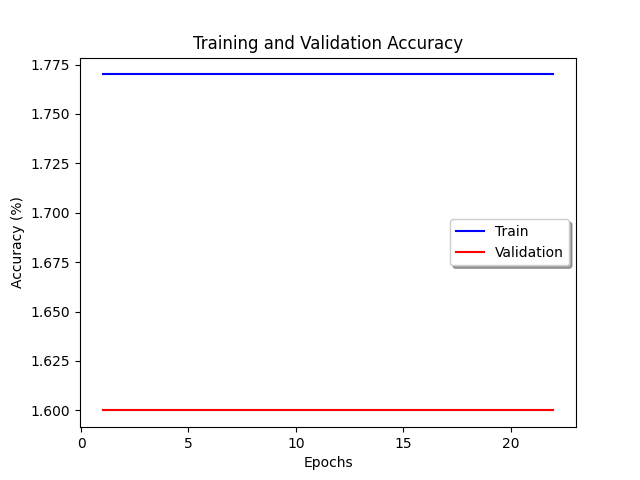 Training and Validation Accuracy
1.775
1.750
1.725
1.700
1.675
1.650
1.625
1.600
Accuracy (%)
Train
Validation
0
5
10
15
20
Epochs